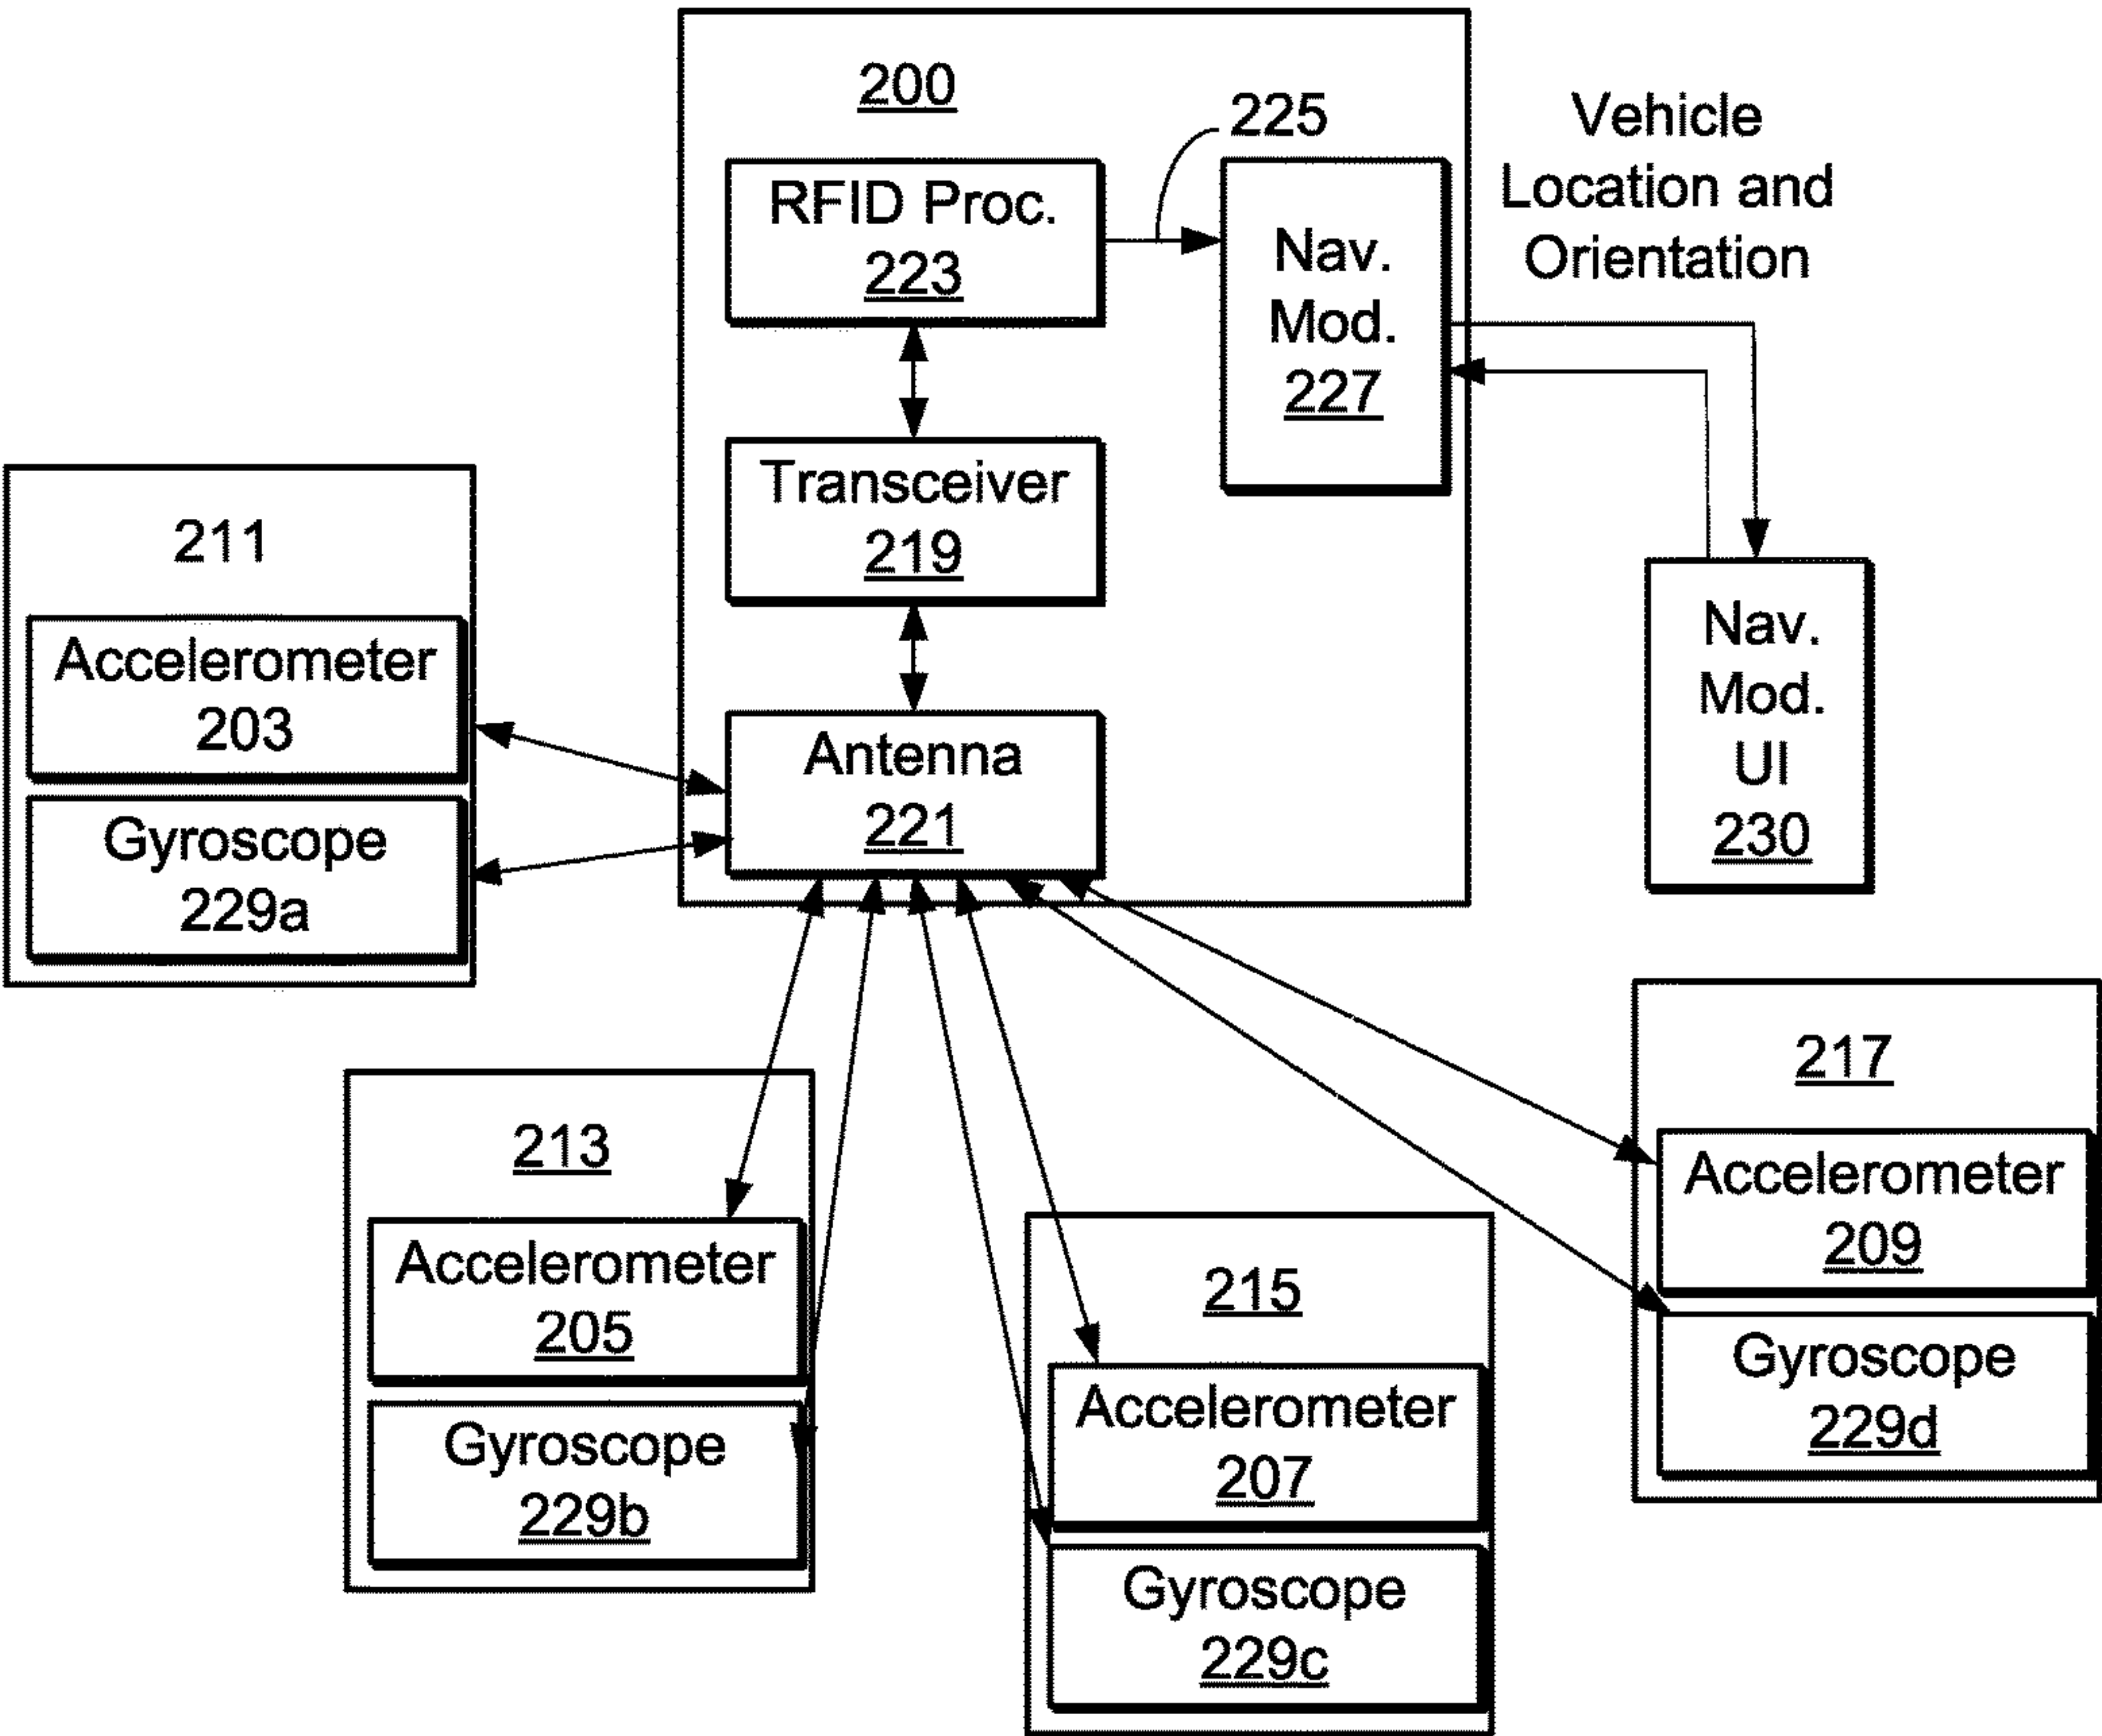 200
225
Vehicle
Location and
Orientation
RFID Proc.
223
Nav.
Mod.
227
Transceiver
219
211
Accelerometer
203
Gyroscope
229a
Antenna
221
Nav.
Mod.
UI
230
213
Accelerometer
205
Gyroscope
229b
215
Accelerometer
207
Gyroscope
229c
217
Accelerometer
209
Gyroscope
229d